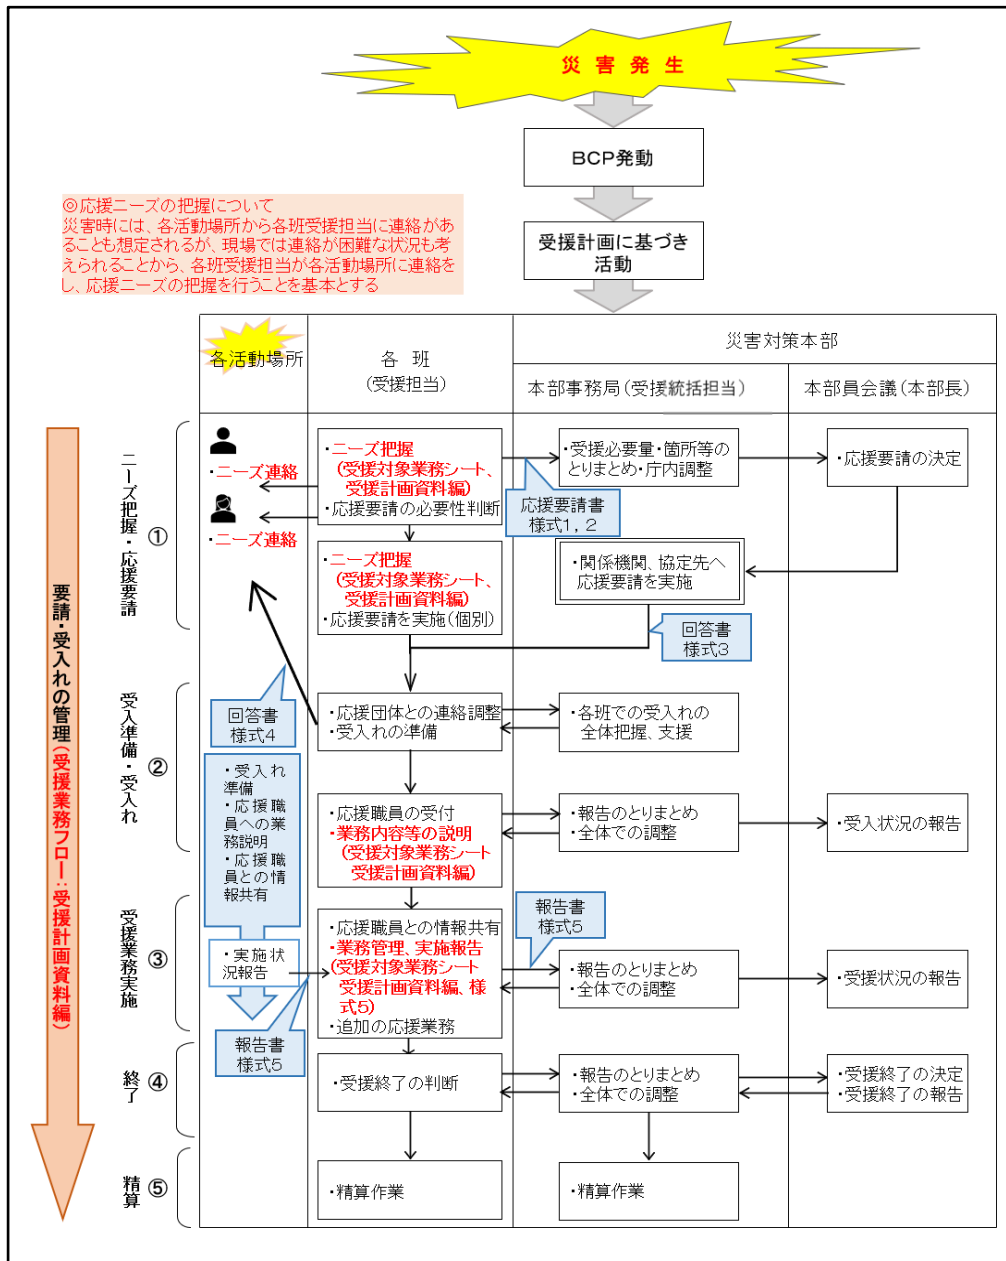 災害発生
BCP発動
受援計画に基づき
活動
◎応援ニーズの把握について
災害時には、各活動場所から各班受援担当に連絡があ
ることも想定されるが、現場では連絡が困難な状況も考
えられることから、各班受援担当が各活動場所に連絡を
し、応援ニーズの把握を行うことを基本とする
各活動場所
各 班
(受援担当)
災害対策本部
本部事務局(受援統括担当)
本部員会議(本部長)
要請・受入れの管理(受援業務フロー:受援計画資料編)
ニーズ把握・応援要請
①
・ニーズ連絡
・ニーズ連絡
・ニーズ把握
(受援対象業務シート、
受援計画資料編)
・応援要請の必要性判断
・受援必要量・箇所等の
とりまとめ・庁内調整
・応援要請の決定
応援要請書
様式1,2
・ニーズ把握
(受援対象業務シート、
受援計画資料編)
・応援要請を実施(個別)
・関係機関、協定先へ
応援要請を実施
回答書
様式3
受入準備・受入れ
②
回答書
様式4
・応援団体との連絡調整
・受入れの準備
・各班での受入れの
全体把握、支援
・受入れ
準備
・応援職
員への業
務説明
・応援職
員との情
報共有
・応援職員の受付
・業務内容等の説明
(受援対象業務シート
受援計画資料編)
・報告のとりまとめ
・全体での調整
・受入状況の報告
受援業務実施
③
・実施状
況報告
・応援職員との情報共有
・業務管理、実施報告
(受援対象業務シート
受援計画資料編、様
式5)
・追加の応援業務
報告書
様式5
・報告のとりまとめ
・全体での調整
・受援状況の報告
報告書
様式5
終了
④
・受援終了の判断
・報告のとりまとめ
・全体での調整
・受援終了の決定
・受援終了の報告
精算
⑤
・精算作業
・精算作業